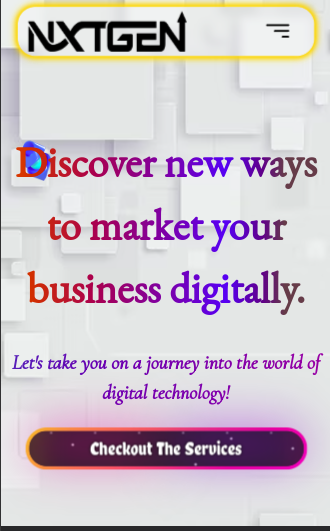 NXTGEN
Discover new ways
to market your
business digitally.
Let's take you on a journey into the world of
digital technology!
Checkout The Services